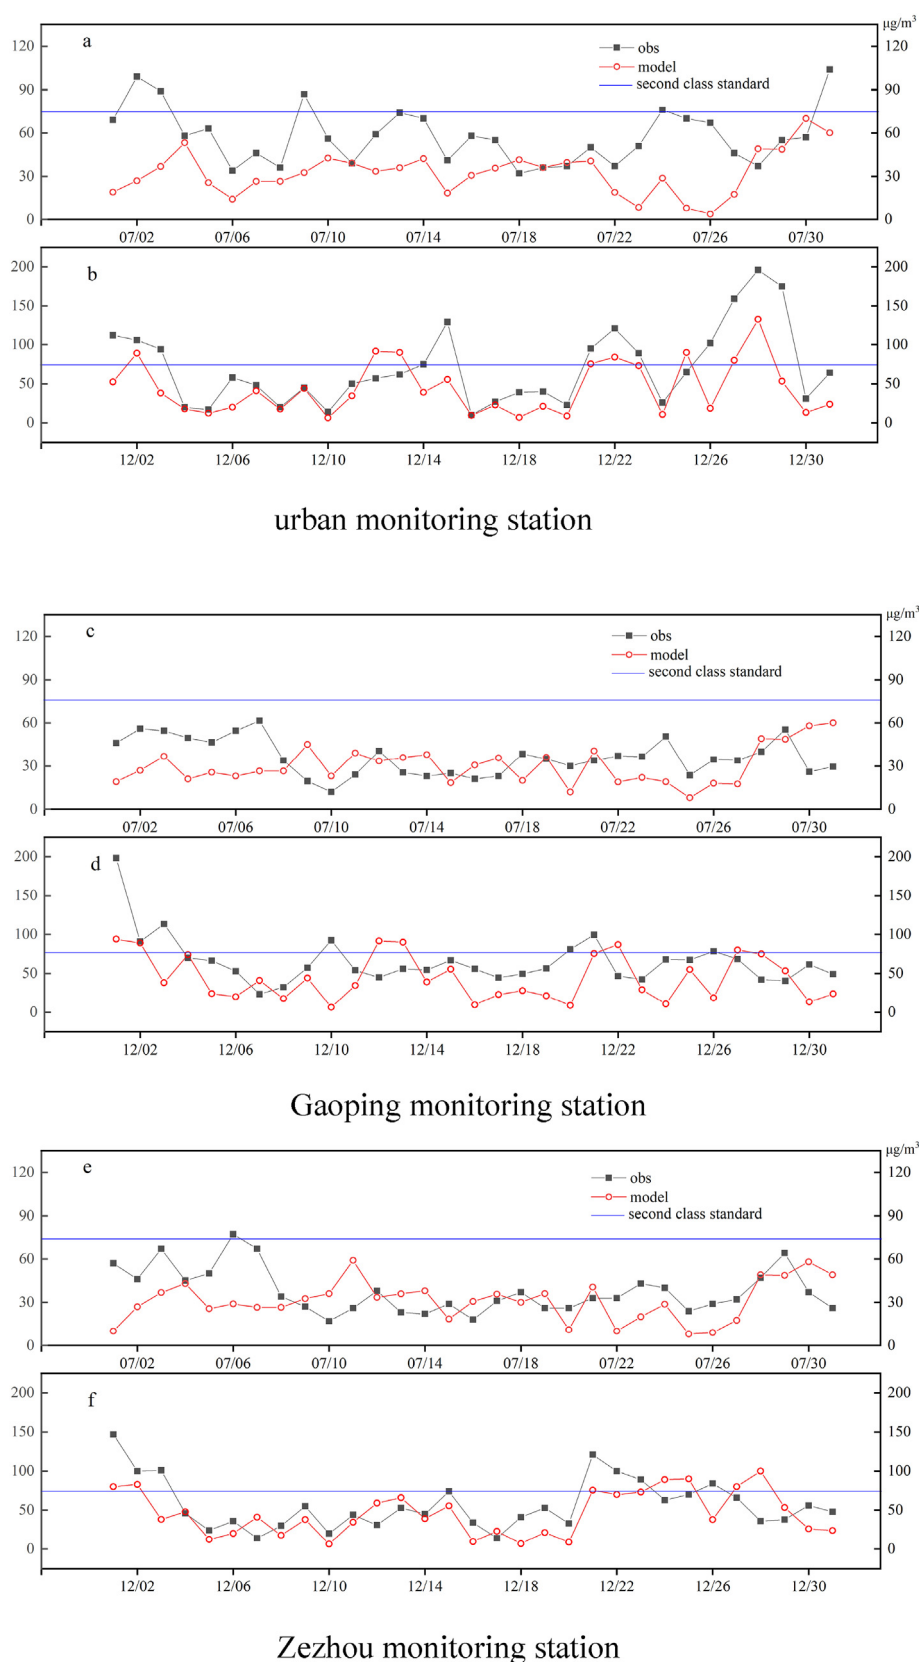 μg/m³
a
obs
model
second class standard
120 120
90 90
60 60
30 30
0 0
07/02 07/06 07/10 07/14 07/18 07/22 07/26 07/30
b
200 200
150 150
100 100
50 50
0 0
12/02 12/06 12/10 12/14 12/18 12/22 12/26 12/30
urban monitoring station
μg/m³
c
obs
model
second class standard
120 120
90 90
60 60
30 30
0 0
07/02 07/06 07/10 07/14 07/18 07/22 07/26 07/30
d
200 200
150 150
100 100
50 50
0 0
12/02 12/06 12/10 12/14 12/18 12/22 12/26 12/30
Gaoping monitoring station
μg/m³
e
obs
model
second class standard
120 120
90 90
60 60
30 30
0 0
07/02 07/06 07/10 07/14 07/18 07/22 07/26 07/30
f
200 200
150 150
100 100
50 50
0 0
12/02 12/06 12/10 12/14 12/18 12/22 12/26 12/30
Zezhou monitoring station